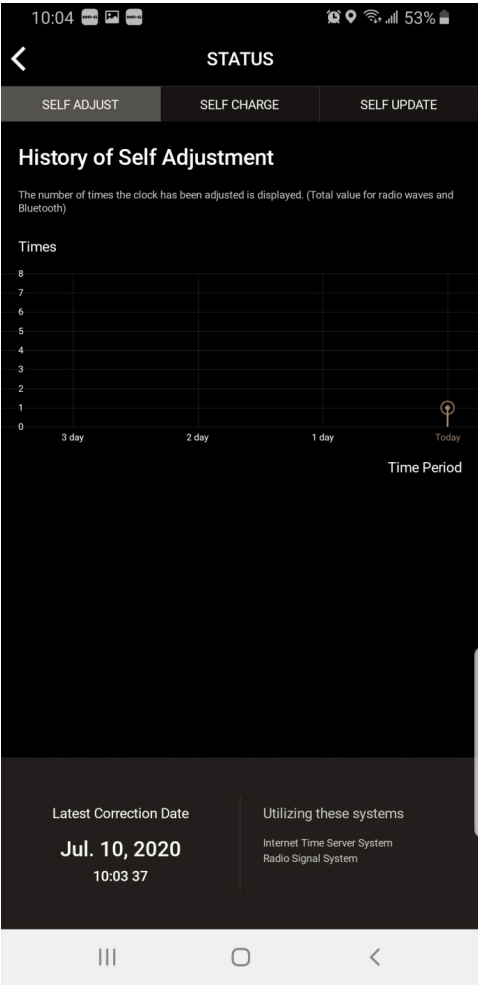 10:04 MR-G MR-G 53%
STATUS
SELF ADJUST SELF CHARGE SELF UPDATE
History of Self Adjustment
The number of times the clock has been adjusted is displayed. (Total value for radio waves and
Bluetooth)
Times
8
7
6
5
4
3
2
1
0
3 day 2 day 1 day Today
Time Period
Latest Correction Date
Jul. 10, 2020
10:03 37
Utilizing these systems
Internet Time Server System
Radio Signal System